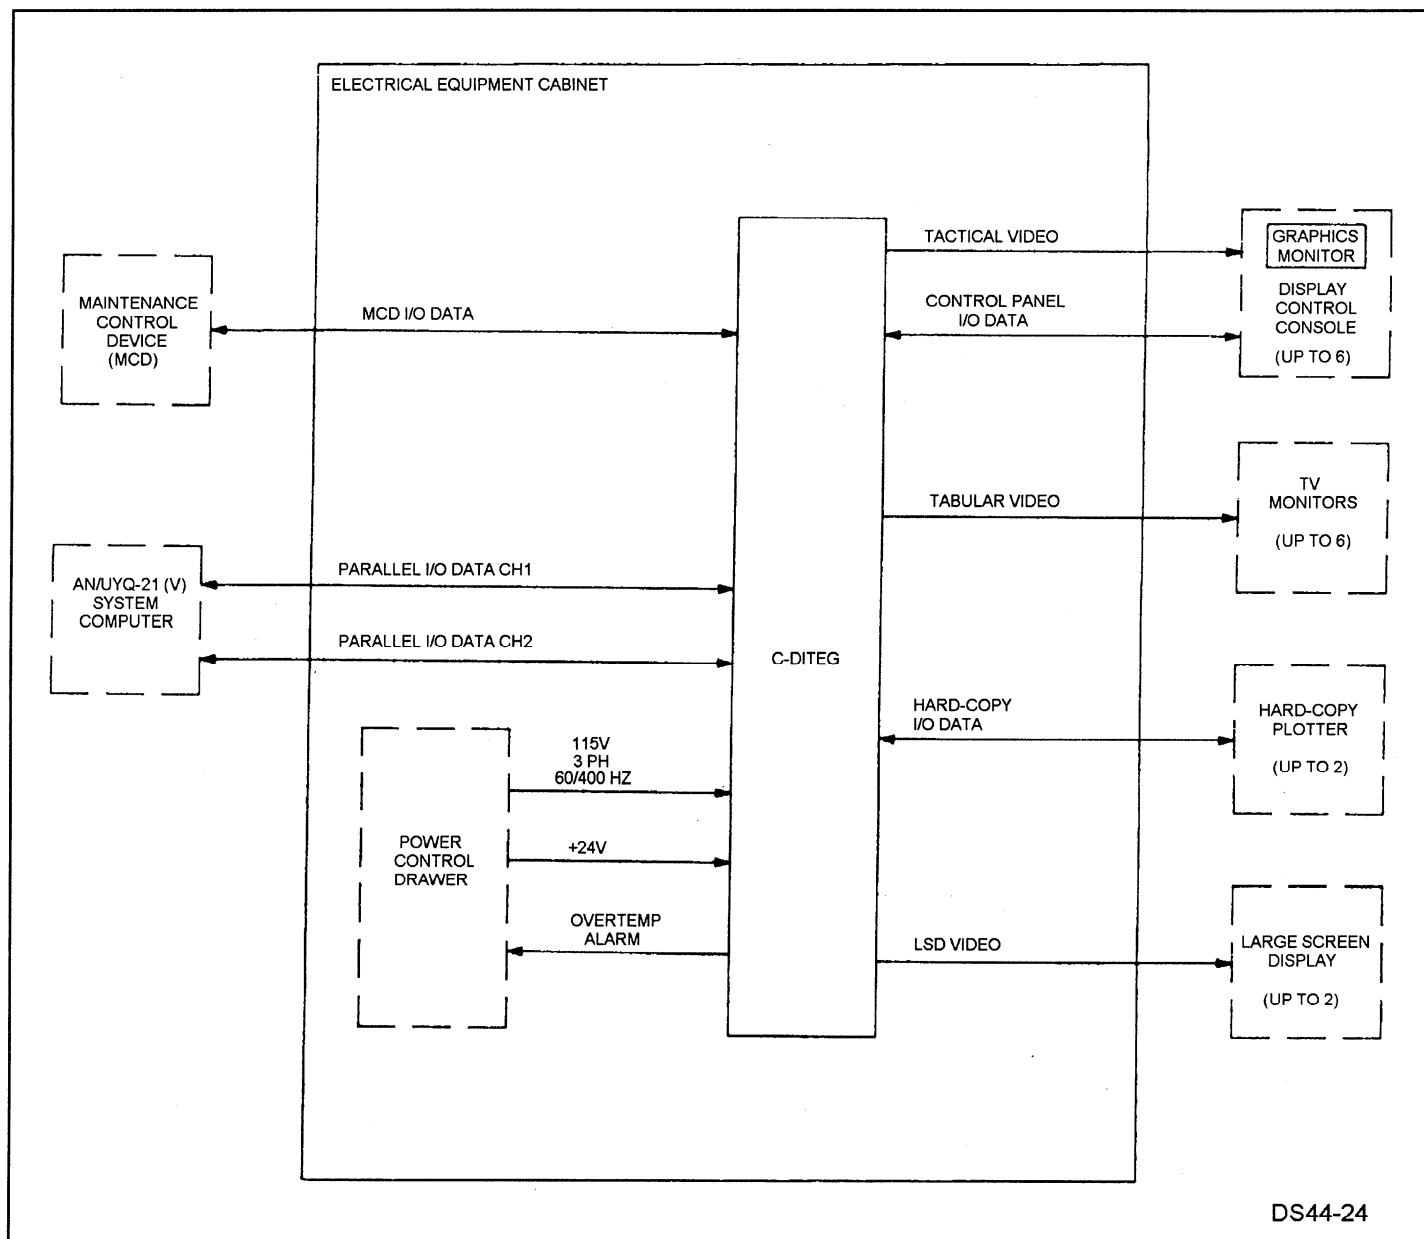 ELECTRICAL EQUIPMENT CABINET
MAINTENANCE
CONTROL
DEVICE
(MCD)
MCD I/O DATA
AN/UYQ-21 (V)
SYSTEM
COMPUTER
PARALLEL I/O DATA CH1
PARALLEL I/O DATA CH2
POWER
CONTROL
DRAWER
115V
3 PH
60/400 HZ
+24V
OVERTEMP
ALARM
C-DITEG
TACTICAL VIDEO
CONTROL PANEL
I/O DATA
GRAPHICS
MONITOR
DISPLAY
CONTROL
CONSOLE
(UP TO 6)
TABULAR VIDEO
TV
MONITORS
(UP TO 6)
HARD-COPY
I/O DATA
HARD-COPY
PLOTTER
(UP TO 2)
LSD VIDEO
LARGE SCREEN
DISPLAY
(UP TO 2)
DS44-24